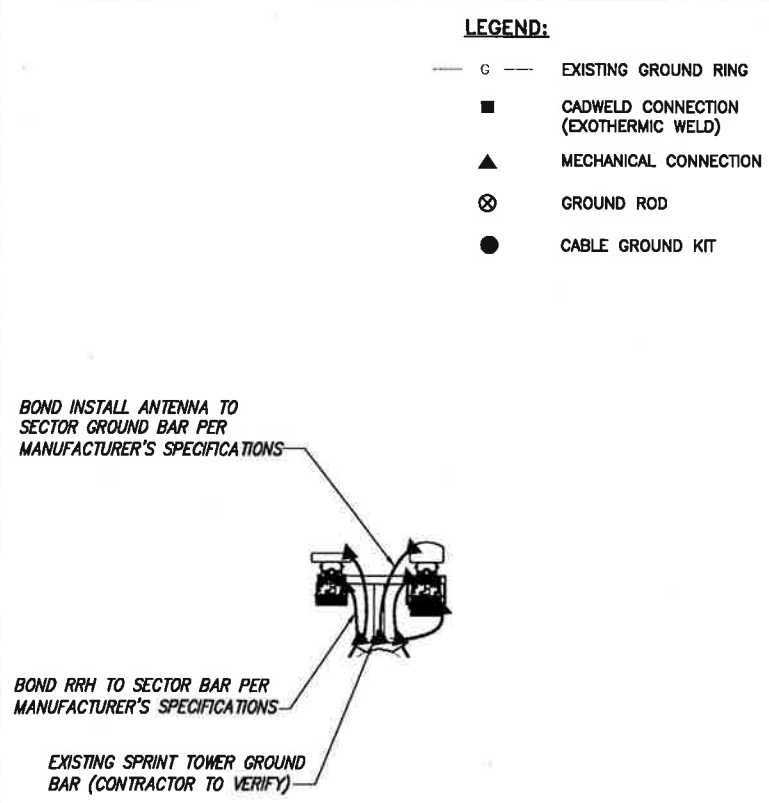 LEGEND:
G EXISTING GROUND RING
CADWELD CONNECTION
(EXOTHERMIC WELD)
MECHANICAL CONNECTION
GROUND ROD
CABLE GROUND KIT
BOND INSTALL ANTENNA TO
SECTOR GROUND BAR PER
MANUFACTURER'S SPECIFICATIONS
BOND RRH TO SECTOR BAR PER
MANUFACTURER'S SPECIFICATIONS
EXISTING SPRINT TOWER GROUND
BAR (CONTRACTOR TO VERIFY)